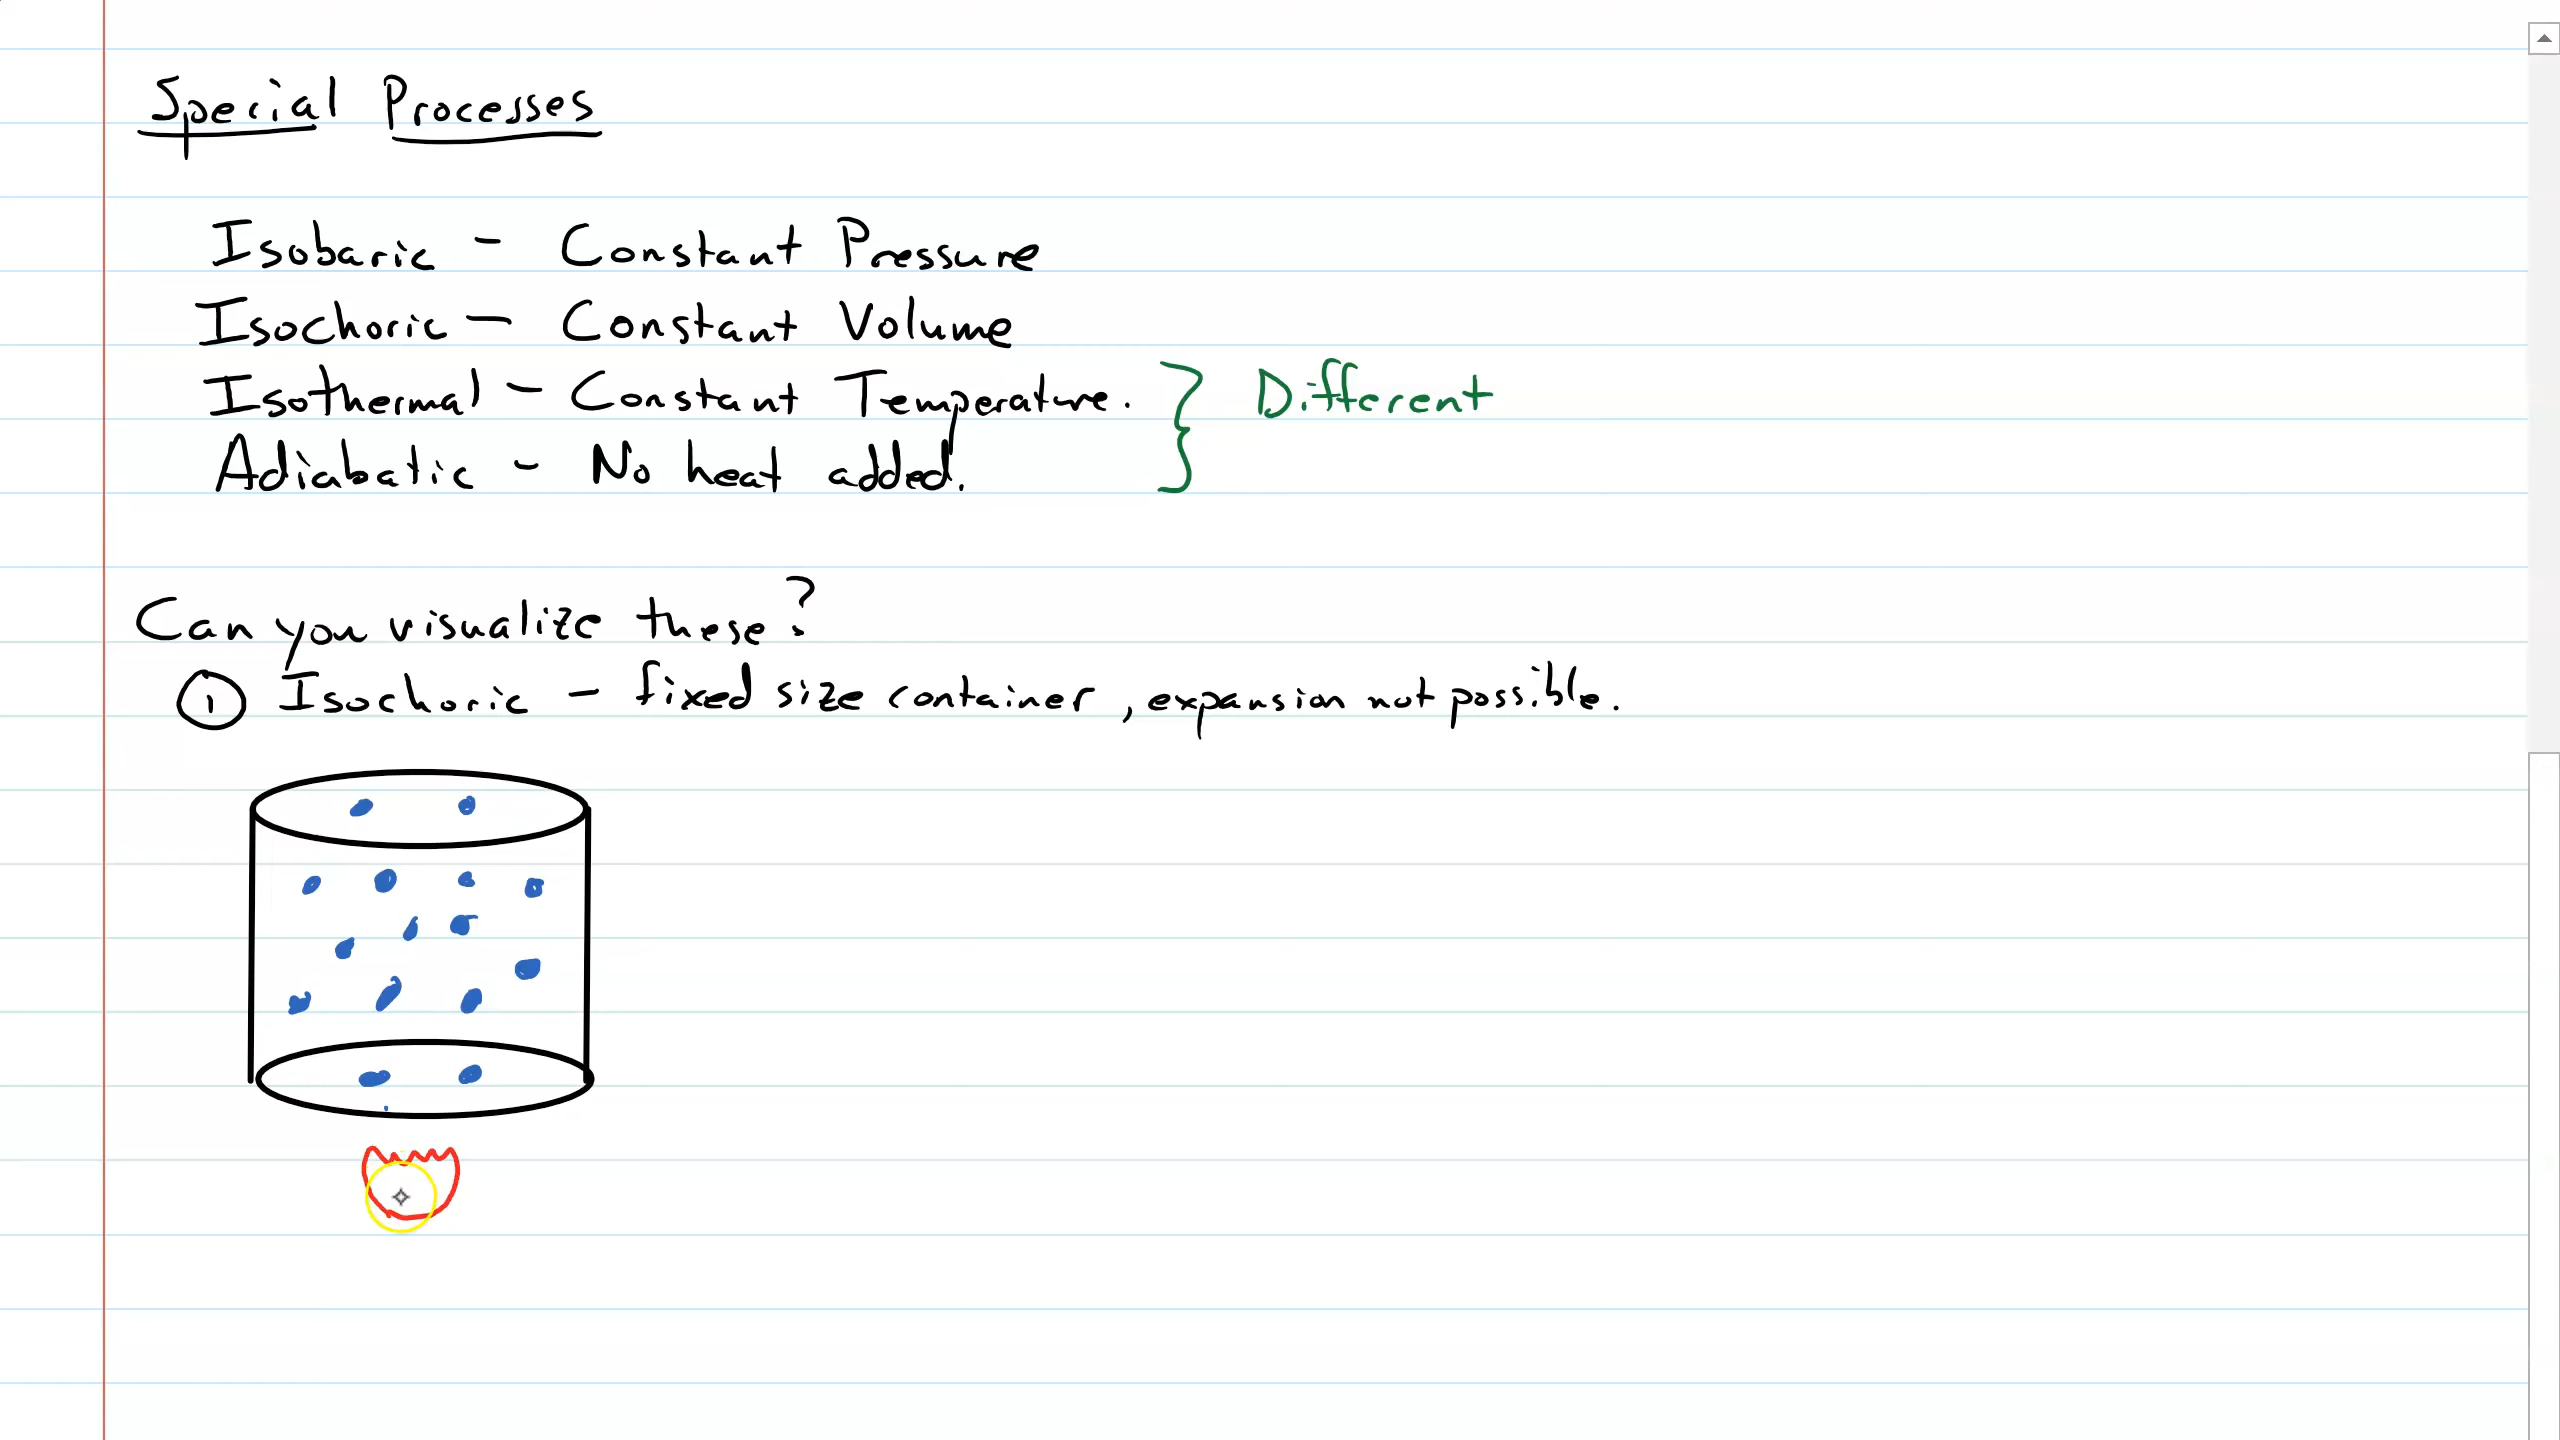 Special Processes
Isobaric - Constant Pressure
Isochoric - Constant Volume
Isothermal - Constant Temperature. } Different
Adiabatic - No heat added.
Can you visualize these?
① Isochoric - fixed size container, expansion not possible.